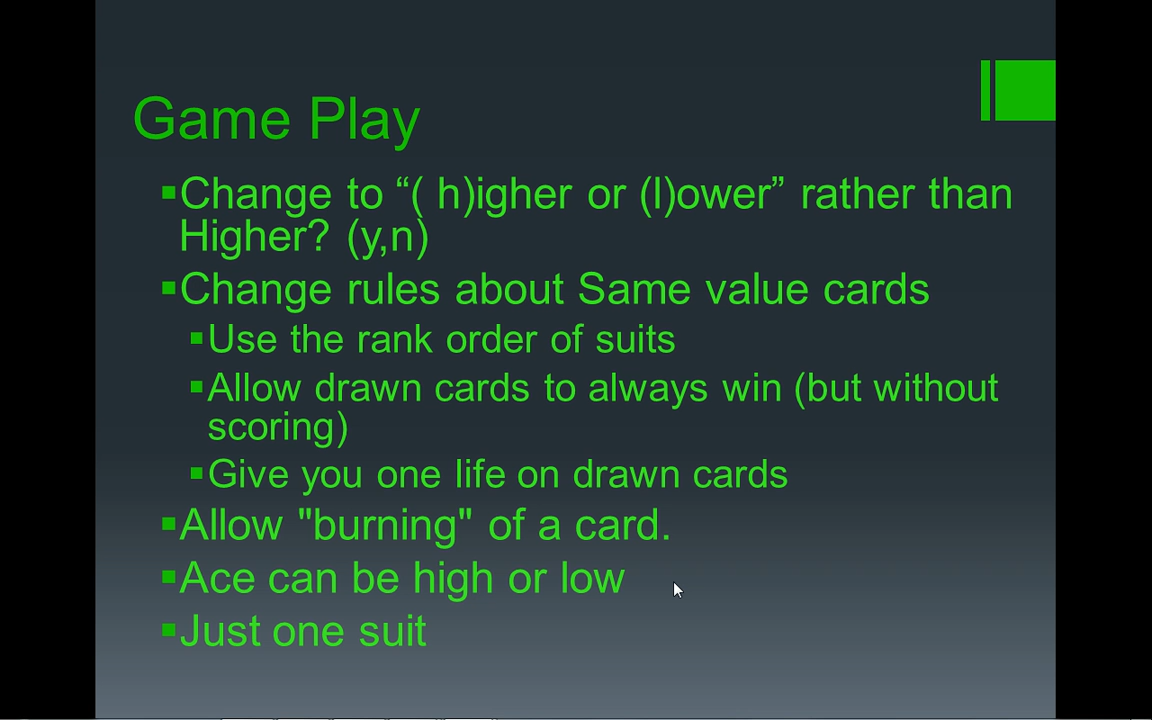 Game Play
▪Change to “( h)igher or (l)ower” rather than
Higher? (y,n)
▪Change rules about Same value cards
▪Use the rank order of suits
▪Allow drawn cards to always win (but without
scoring)
▪Give you one life on drawn cards
▪Allow "burning" of a card.
▪Ace can be high or low
▪Just one suit